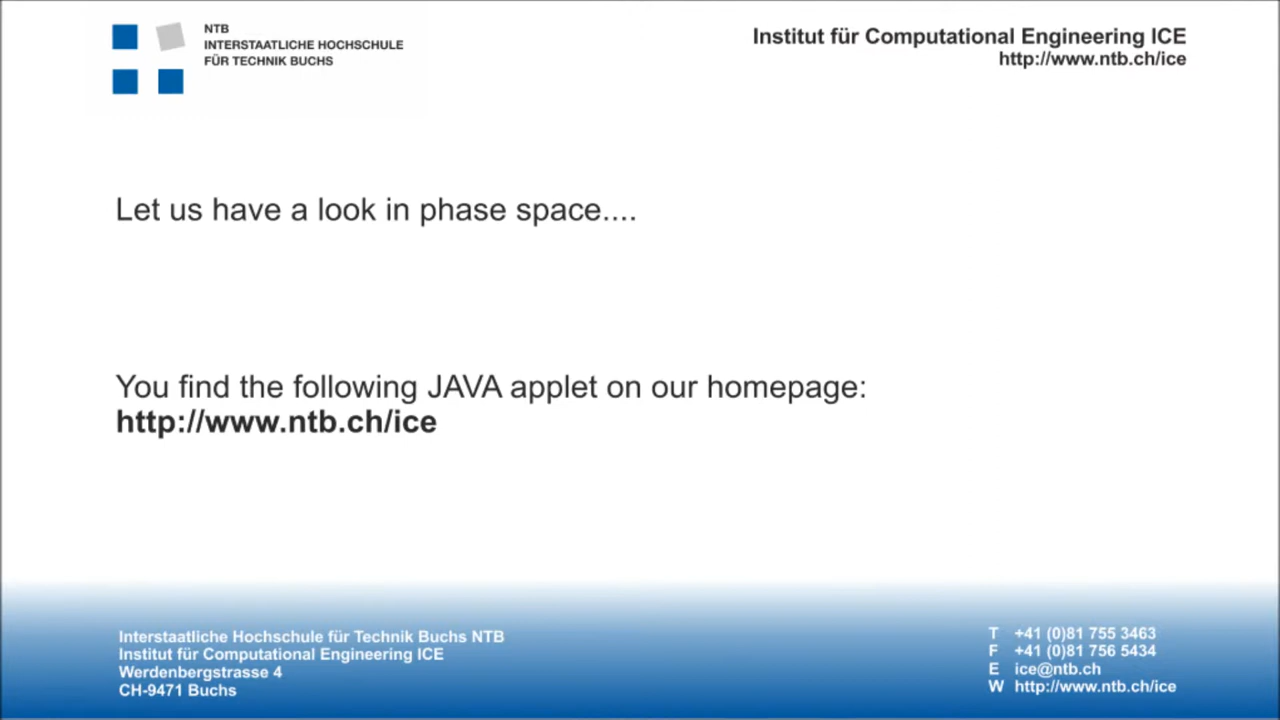 NTB
INTERSTAATLICHE HOCHSCHULE
FÜR TECHNIK BUCHS
Institut für Computational Engineering ICE
http://www.ntb.ch/ice
Let us have a look in phase space....
You find the following JAVA applet on our homepage:
http://www.ntb.ch/ice
Interstaatliche Hochschule für Technik Buchs NTB
Institut für Computational Engineering ICE
Werdenbergstrasse 4
CH-9471 Buchs
T +41 (0)81 755 3463
F +41 (0)81 756 5434
E ice@ntb.ch
W http://www.ntb.ch/ice